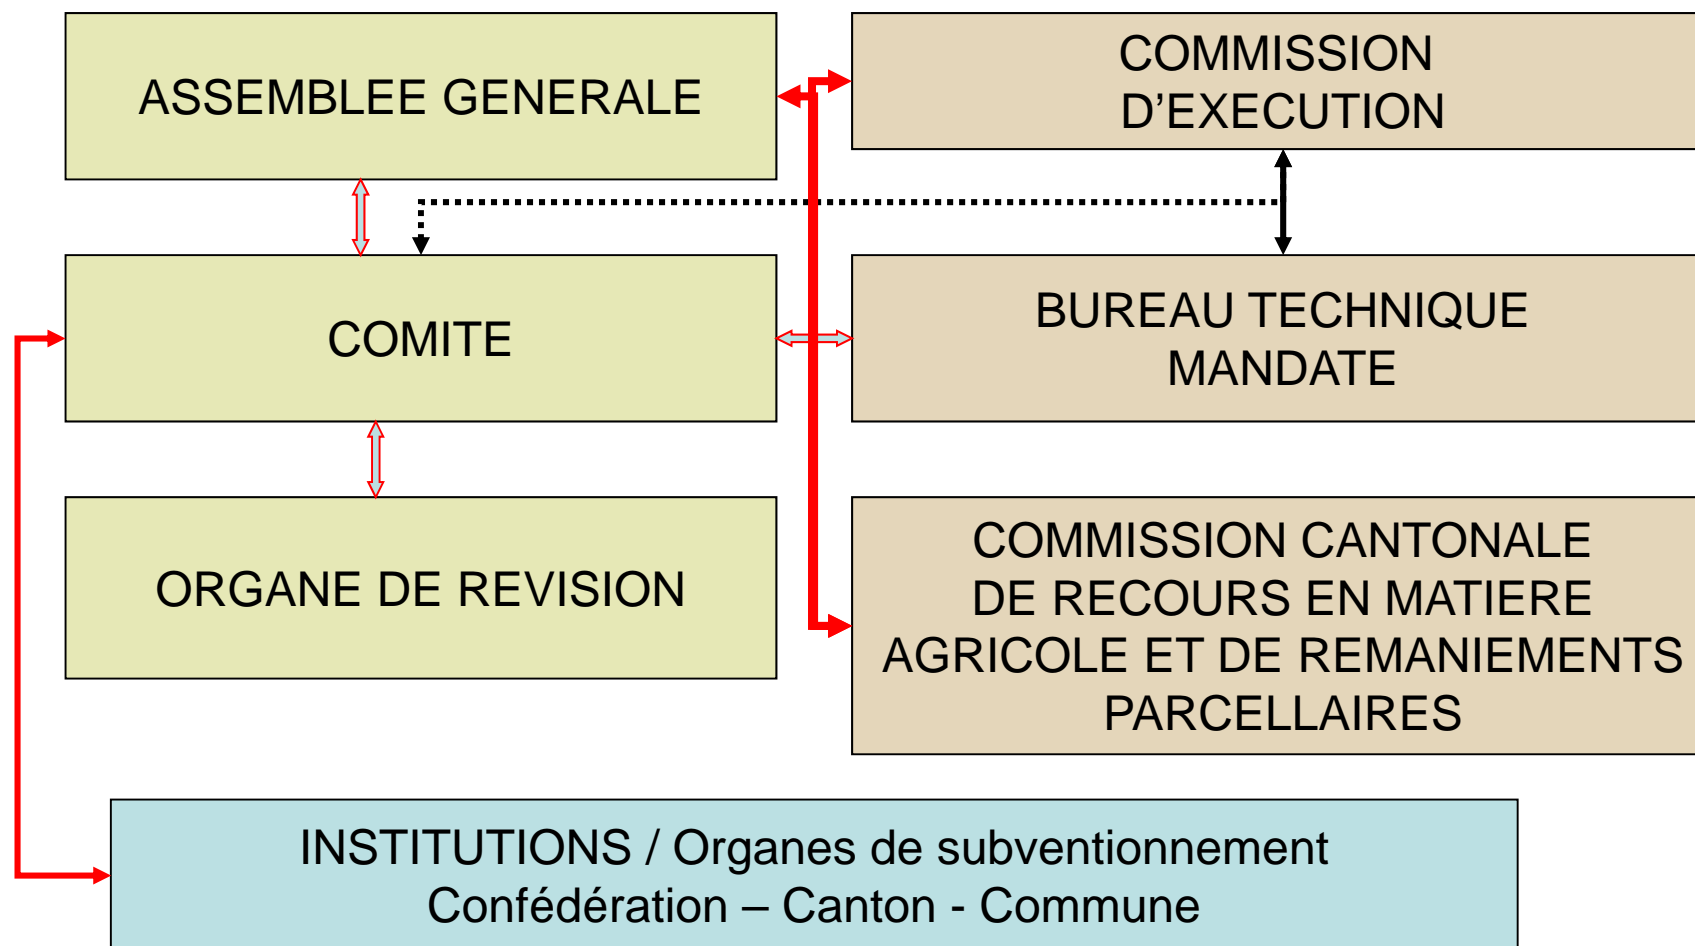 ASSEMBLEE GENERALE
COMMISSION
D’EXECUTION
COMITE
BUREAU TECHNIQUE
MANDATE
ORGANE DE REVISION
COMMISSION CANTONALE
DE RECOURS EN MATIERE
AGRICOLE ET DE REMANIEMENTS
PARCELLAIRES
INSTITUTIONS / Organes de subventionnement
Confédération – Canton - Commune